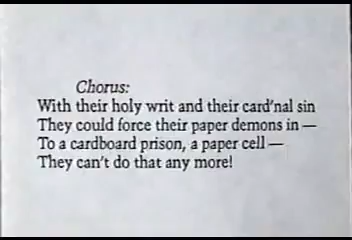 Chorus:
With their holy writ and their card'nal sin
They could force their paper demons in —
To a cardboard prison, a paper cell —
They can't do that any more!